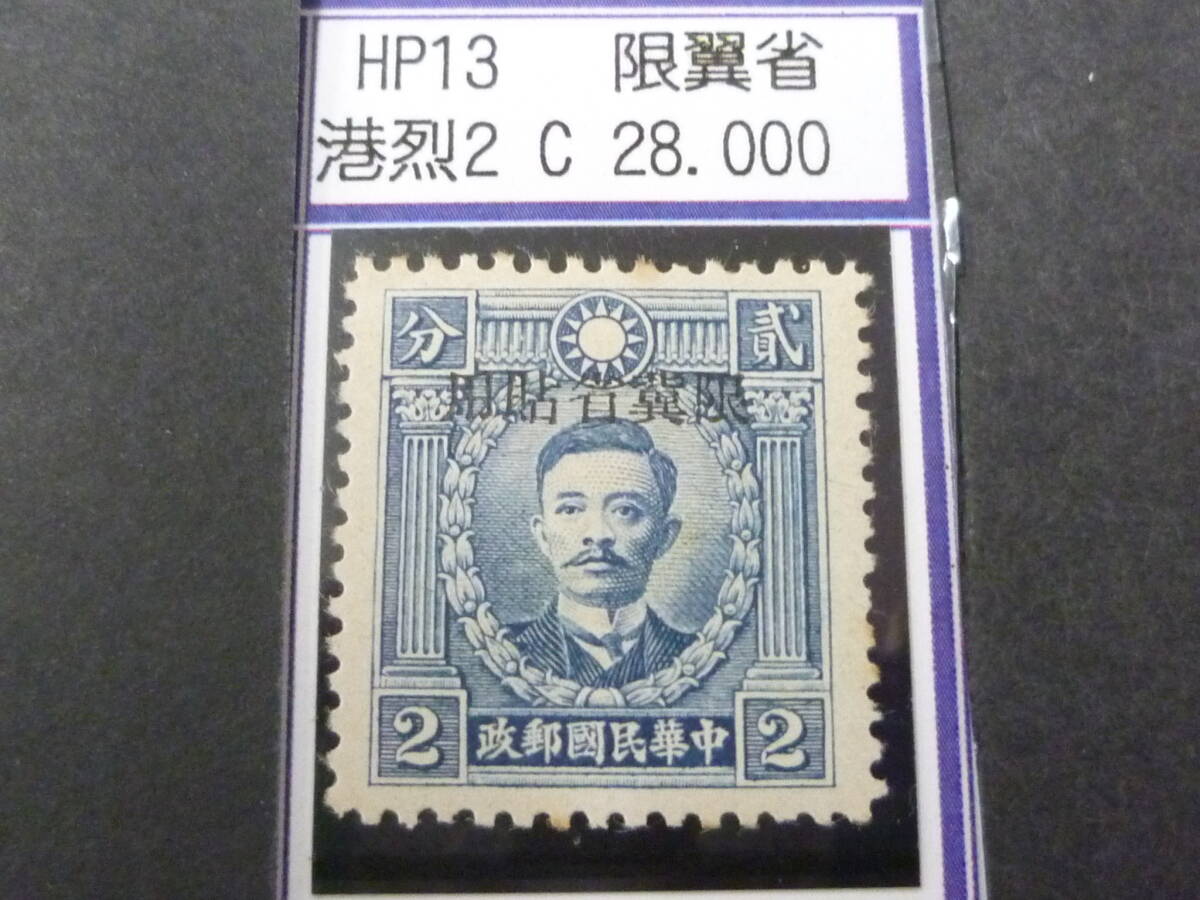 HP13 限翼省
港烈2 C 28.000
貳分
限冀省貼用
2 中華民國郵政 2